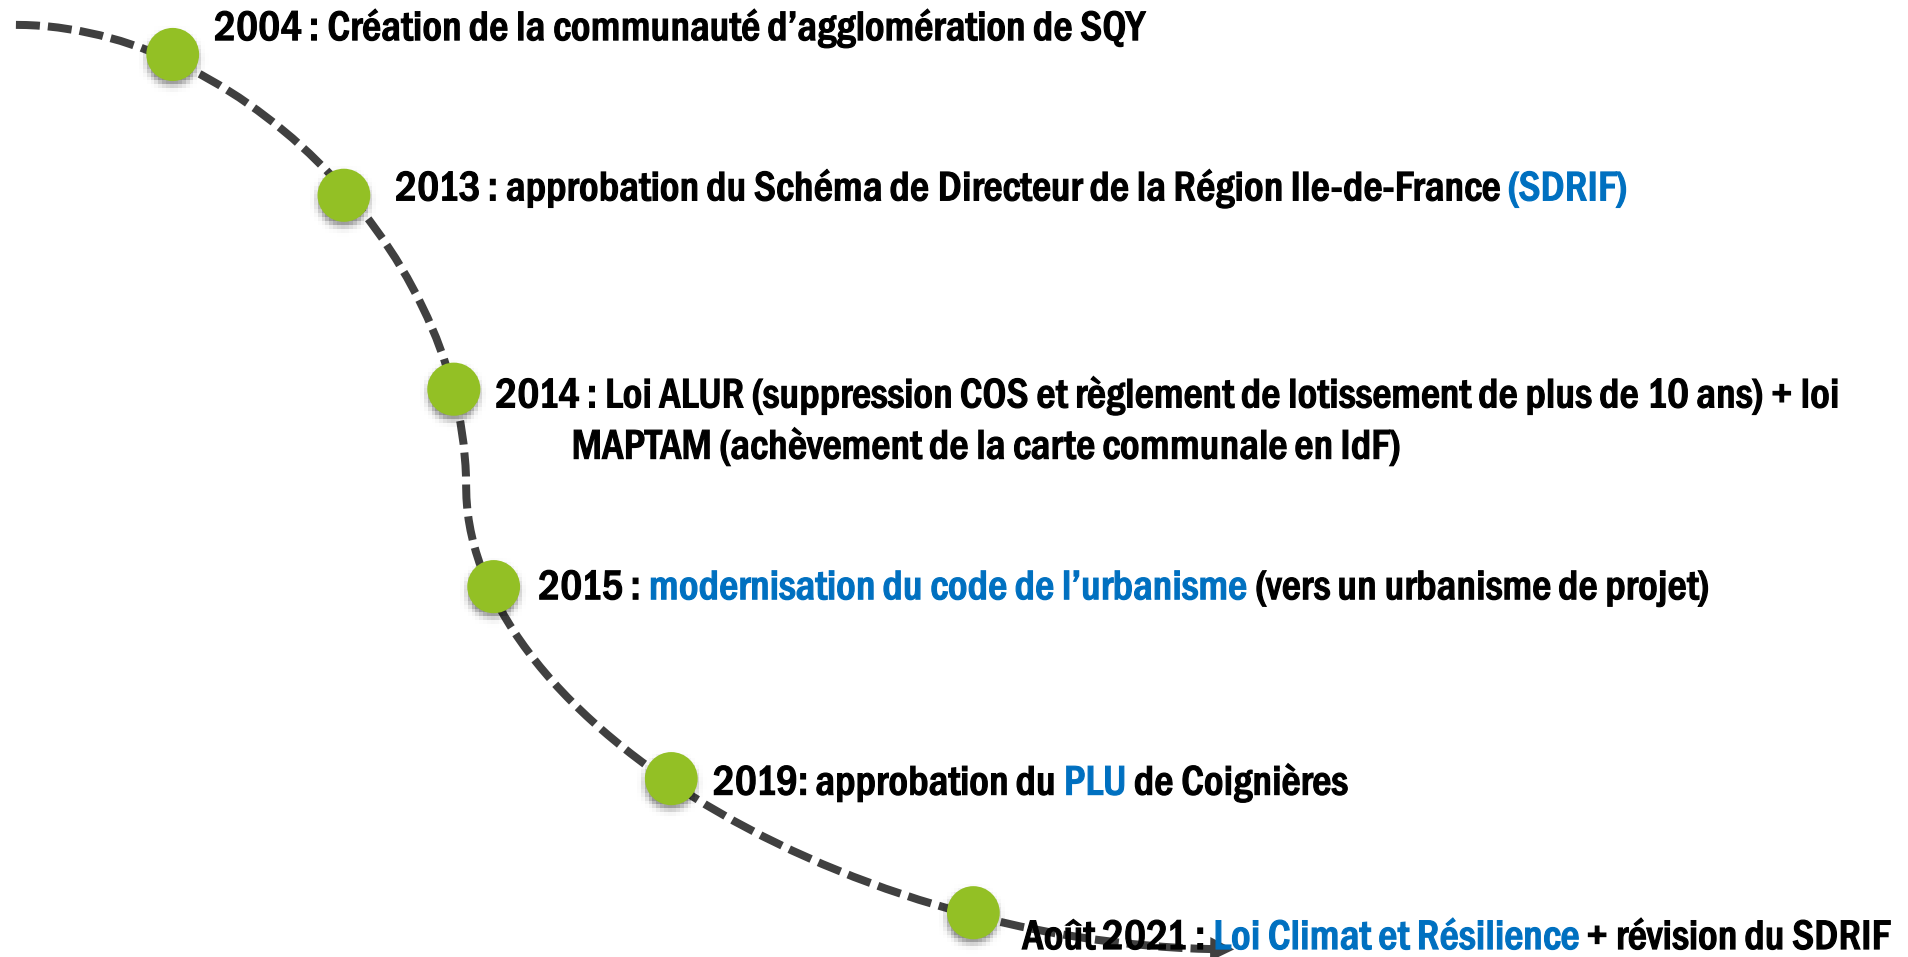 2004 : Création de la communauté d’agglomération de SQY
2013 : approbation du Schéma de Directeur de la Région Ile-de-France (SDRIF)
2014 : Loi ALUR (suppression COS et règlement de lotissement de plus de 10 ans) + loi
MAPTAM (achèvement de la carte communale en IdF)
2015 : modernisation du code de l’urbanisme (vers un urbanisme de projet)
2019: approbation du PLU de Coignières
Août 2021 : Loi Climat et Résilience + révision du SDRIF